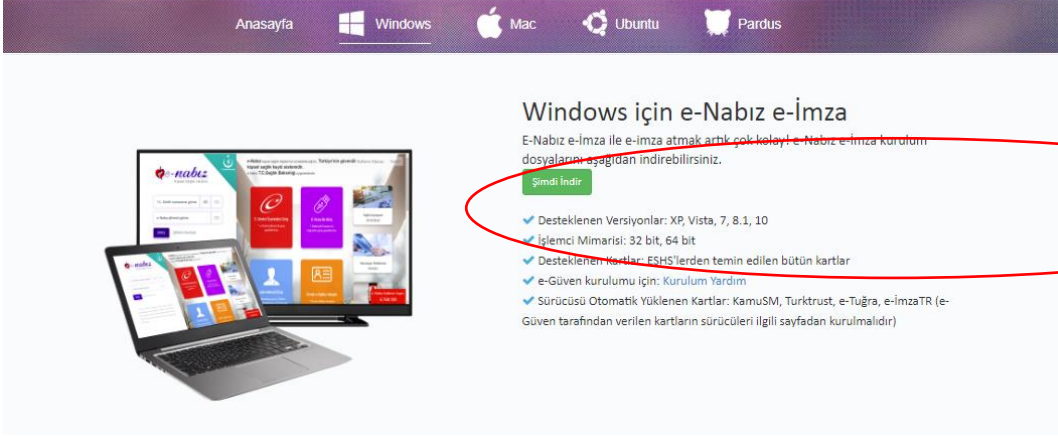 Anasayfa
Windows
Mac
Ubuntu
Pardus
Windows için e-Nabız e-İmza
E-Nabız e-İmza ile e-imza atmak artık çok kolay! e-Nabız e-İmza kurulum
dosyalarını aşağıdan indirebilirsiniz.
Şimdi İndir
Desteklenen Versiyonlar: XP, Vista, 7, 8.1, 10
İşlemci Mimarisi: 32 bit, 64 bit
Desteklenen Kartlar: ESHS'lerden temin edilen bütün kartlar
e-Güven kurulumu için: Kurulum Yardım
Sürücüsü Otomatik Yüklenen Kartlar: KamuSM, Turktrust, e-Tuğra, e-imzaTR (e-
Güven tarafından verilen kartların sürücüleri ilgili sayfadan kurulmalıdır)
e-nabız
e-nabız